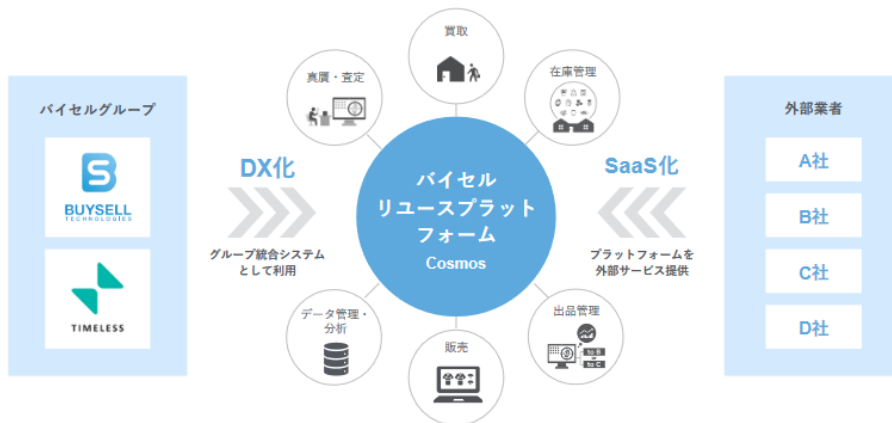 バイセルグループ
BUYSELL
TECHNOLOGIES
TIMELESS
DX化
グループ統合システム
として利用
真贋・査定
買取
在庫管理
バイセル
リユースプラット
フォーム
Cosmos
データ管理・
分析
販売
出品管理
to B
or
to C
SaaS化
プラットフォームを
外部サービス提供
外部業者
A社
B社
C社
D社